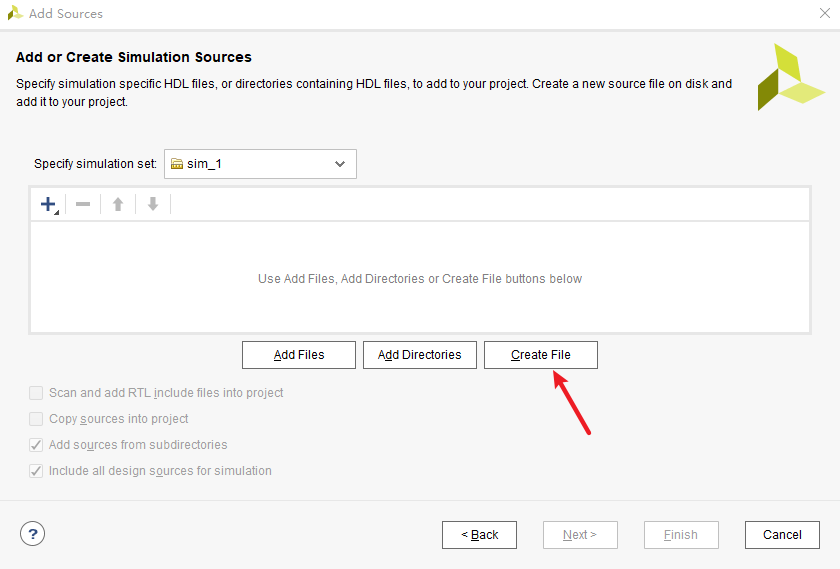 Add Sources
Add or Create Simulation Sources
Specify simulation specific HDL files, or directories containing HDL files, to add to your project. Create a new source file on disk and
add it to your project.
Specify simulation set: sim_1
Use Add Files, Add Directories or Create File buttons below
Add Files Add Directories Create File
Scan and add RTL include files into project
Copy sources into project
Add sources from subdirectories
Include all design sources for simulation
? < Back Next > Finish Cancel